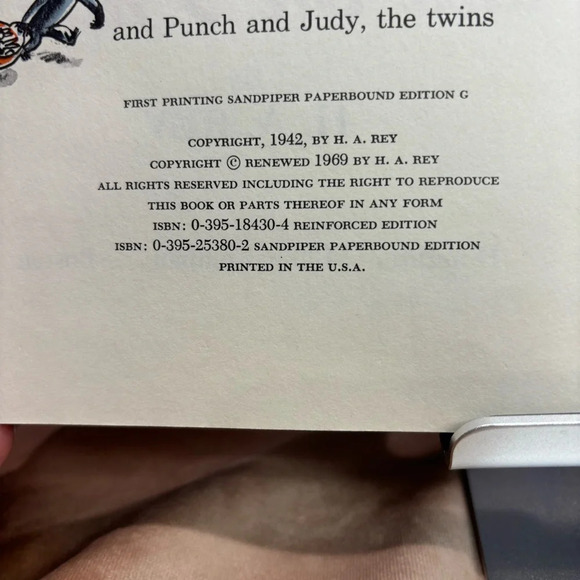 and Punch and Judy, the twins
FIRST PRINTING SANDPIPER PAPERBOUND EDITION G
COPYRIGHT, 1942, BY H. A. REY
COPYRIGHT © RENEWED 1969 BY H. A. REY
ALL RIGHTS RESERVED INCLUDING THE RIGHT TO REPRODUCE
THIS BOOK OR PARTS THEREOF IN ANY FORM
ISBN: 0-395-18430-4 REINFORCED EDITION
ISBN: 0-395-25380-2 SANDPIPER PAPERBOUND EDITION
PRINTED IN THE U.S.A.